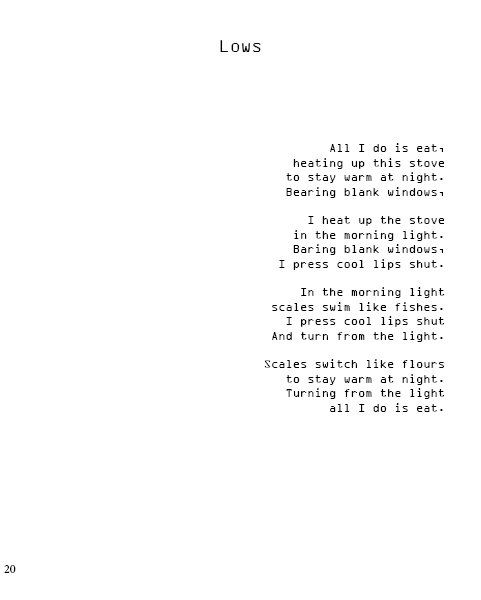 Lows
All I do is eat,
heating up this stove
to stay warm at night.
Bearing blank windows,
I heat up the stove
in the morning light.
Baring blank windows,
I press cool lips shut.
In the morning light
scales swim like fishes.
I press cool lips shut
And turn from the light.
Scales switch like flours
to stay warm at night.
Turning from the light
all I do is eat.
20